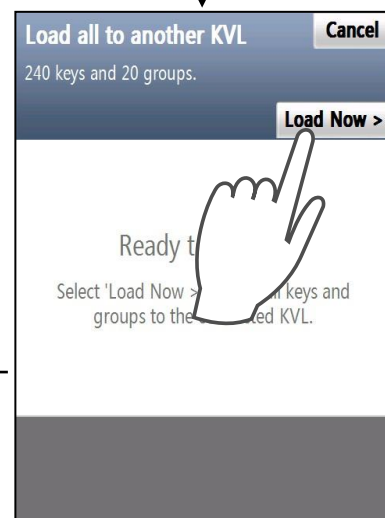 Load all to another KVL
Cancel
240 keys and 20 groups.
Load Now >
Ready t
Select 'Load Now > keys and
groups to the ted KVL.